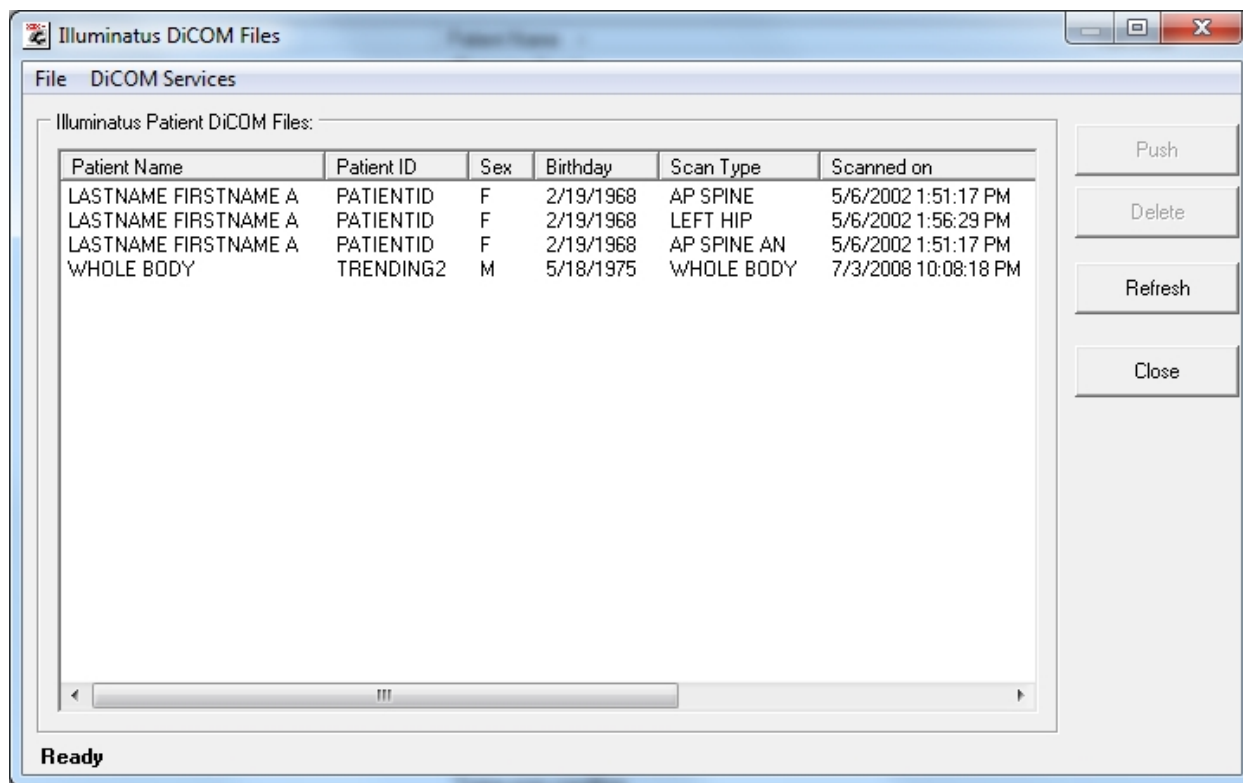 Illuminatus DiCOM Files
File DiCOM Services
Illuminatus Patient DiCOM Files:
Patient Name Patient ID Sex Birthday Scan Type Scanned on
LASTNAME FIRSTNAME A PATIENTID F 2/19/1968 AP SPINE 5/6/2002 1:51:17 PM
LASTNAME FIRSTNAME A PATIENTID F 2/19/1968 LEFT HIP 5/6/2002 1:56:29 PM
LASTNAME FIRSTNAME A PATIENTID F 2/19/1968 AP SPINE AN 5/6/2002 1:51:17 PM
WHOLE BODY TRENDING2 M 5/18/1975 WHOLE BODY 7/3/2008 10:08:18 PM
Push
Delete
Refresh
Close
Ready